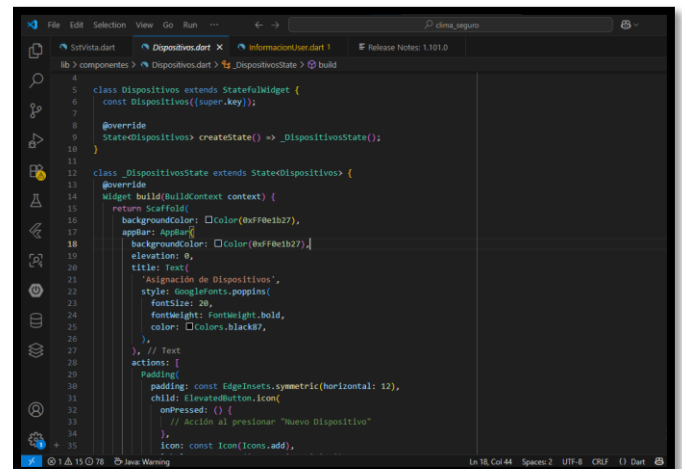 File Edit Selection View Go Run ··· ← → clima_seguro
SstVista.dart Dispositivos.dart × InformacionUser.dart 1 Release Notes: 1.101.0
lib > componentes > Dispositivos.dart > _DispositivosState > build
4
5 class Dispositivos extends StatefulWidget {
6 const Dispositivos({super.key});
7
8 @override
9 State<Dispositivos> createState() => _DispositivosState();
10 }
11
12 class _DispositivosState extends State<Dispositivos> {
13 @override
14 Widget build(BuildContext context) {
15 return Scaffold(
16 backgroundColor: Color(0xFF0e1b27),
17 appBar: AppBar(
18 backgroundColor: Color(0xFF0e1b27),
19 elevation: 0,
20 title: Text(
21 'Asignación de Dispositivos',
22 style: GoogleFonts.poppins(
23 fontSize: 20,
24 fontWeight: FontWeight.bold,
25 color: Colors.black87,
26 ),
27 ), // Text
28 actions: [
29 Padding(
30 padding: const EdgeInsets.symmetric(horizontal: 12),
31 child: ElevatedButton.icon(
32 onPressed: () {
33 // Acción al presionar "Nuevo Dispositivo"
34 },
35 icon: const Icon(Icons.add),
1 15 78 Java: Warning Ln 18, Col 44 Spaces: 2 UTF-8 CRLF {} Dart